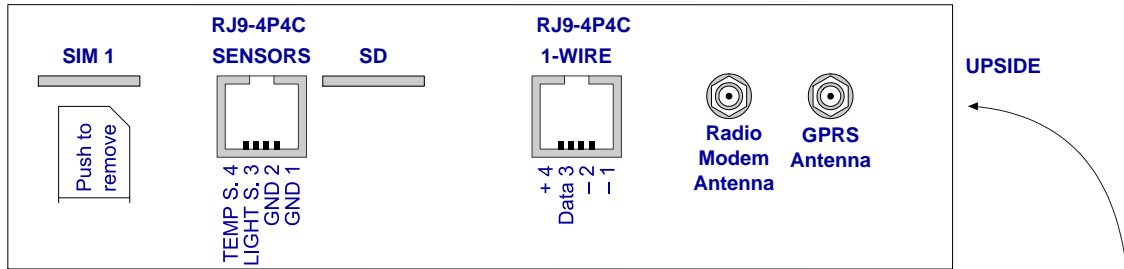 RJ9-4P4C
RJ9-4P4C
SIM 1
SENSORS
SD
1-WIRE
UPSIDE
Push to
remove
TEMP S. 4
LIGHT S. 3
GND 2
GND 1
+ 4
Data 3
– 2
– 1
Radio
Modem
Antenna
GPRS
Antenna